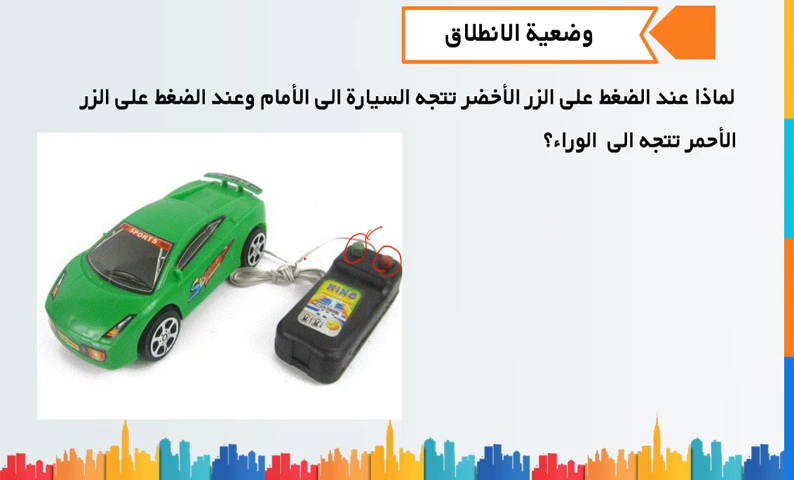 وضعية الانطلاق
لماذا عند الضغط على الزر الأخضر تتجه السيارة الى الأمام وعند الضغط على الزر
الأحمر تتجه الى الوراء؟
SPORTS